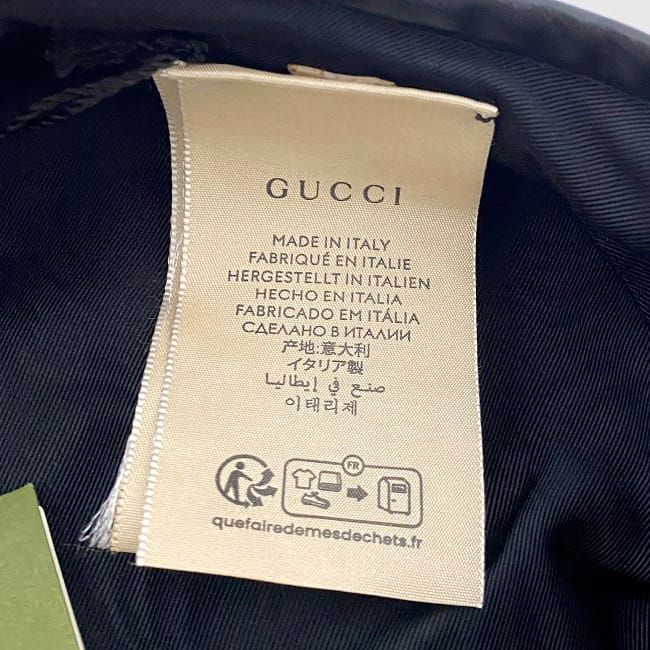 GUCCI
MADE IN ITALY
FABRIQUÉ EN ITALIE
HERGESTELLT IN ITALIEN
HECHO EN ITALIA
FABRICADO EM ITÁLIA
СДЕЛАНО В ИТАЛИИ
产地:意大利
イタリア製
صنع في إيطاليا
이태리제
FR
quefairedemesdechets.fr